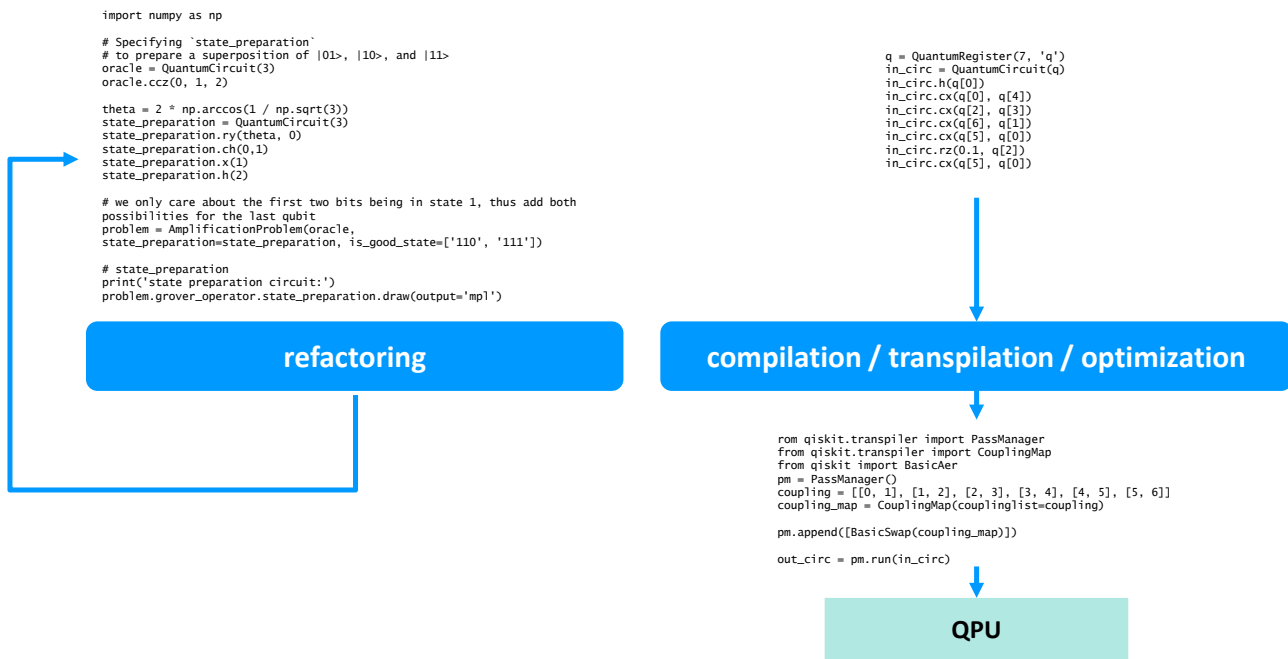 import numpy as np
# Specifying `state_preparation`
# to prepare a superposition of |01>, |10>, and |11>
oracle = QuantumCircuit(3)
oracle.ccz(0, 1, 2)
theta = 2 * np.arccos(1 / np.sqrt(3))
state_preparation = QuantumCircuit(3)
state_preparation.ry(theta, 0)
state_preparation.ch(0,1)
state_preparation.x(1)
state_preparation.h(2)
# we only care about the first two bits being in state 1, thus add both
possibilities for the last qubit
problem = AmplificationProblem(oracle,
state_preparation=state_preparation, is_good_state=['110', '111'])
# state_preparation
print('state preparation circuit:')
problem.grover_operator.state_preparation.draw(output='mpl')
refactoring
q = QuantumRegister(7, 'q')
in_circ = QuantumCircuit(q)
in_circ.h(q[0])
in_circ.cx(q[0], q[4])
in_circ.cx(q[2], q[3])
in_circ.cx(q[6], q[1])
in_circ.cx(q[5], q[0])
in_circ.rz(0.1, q[2])
in_circ.cx(q[5], q[0])
compilation / transpilation / optimization
rom qiskit.transpiler import PassManager
from qiskit.transpiler import CouplingMap
from qiskit import BasicAer
pm = PassManager()
coupling = [[0, 1], [1, 2], [2, 3], [3, 4], [4, 5], [5, 6]]
coupling_map = CouplingMap(couplinglist=coupling)
pm.append([BasicSwap(coupling_map)])
out_circ = pm.run(in_circ)
QPU